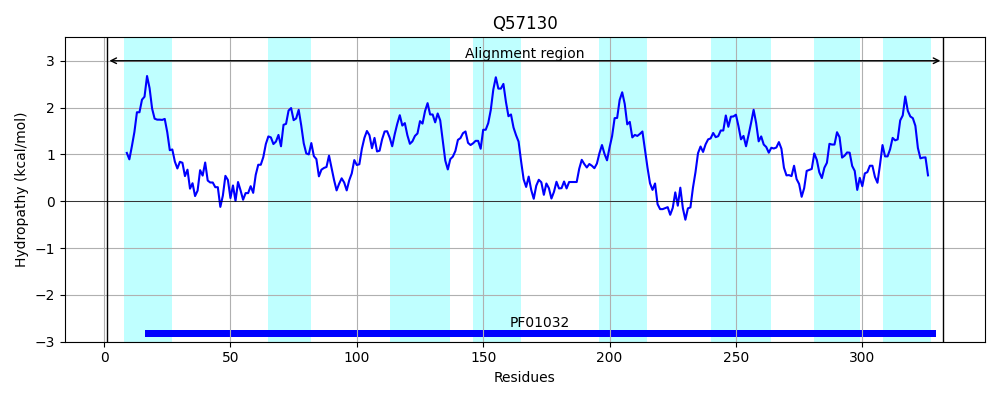 Q57130
Hydropathy (kcal/mol)
3
2
1
0
−1
−2
−3
Alignment region
PF01032
0 50 100 150 200 250 300
Residues